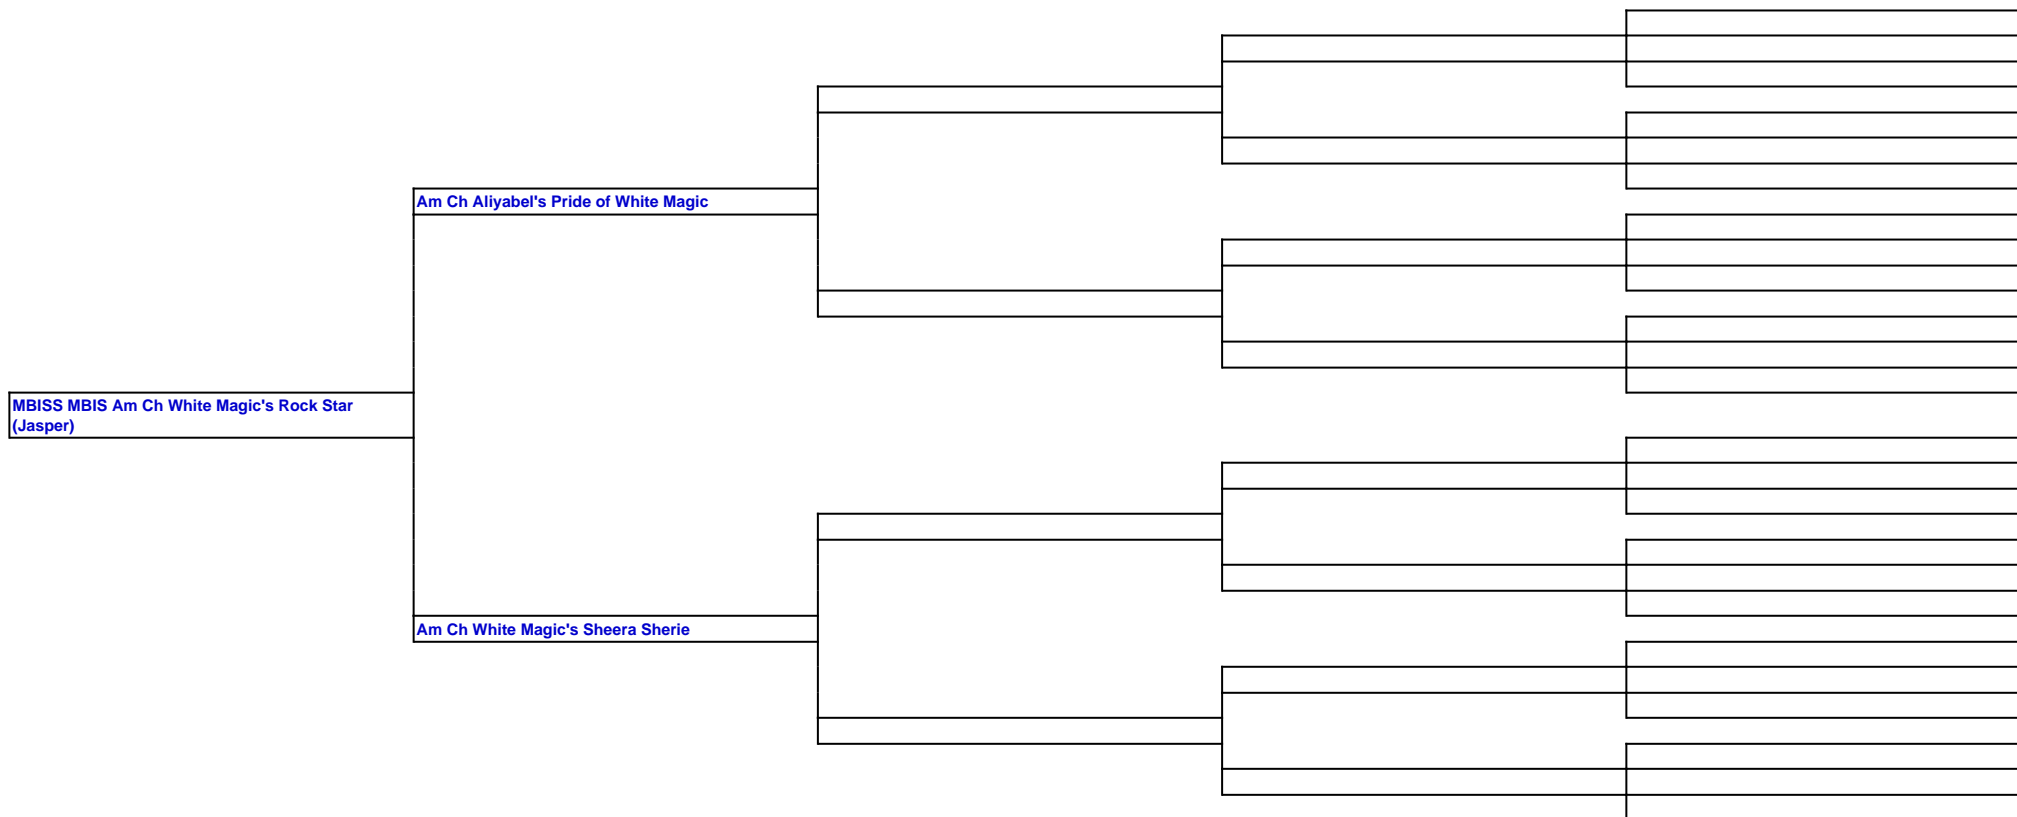 Am Ch Aliyabel's Pride of White Magic
MBISS MBIS Am Ch White Magic's Rock Star
(Jasper)
Am Ch White Magic's Sheera Sherie